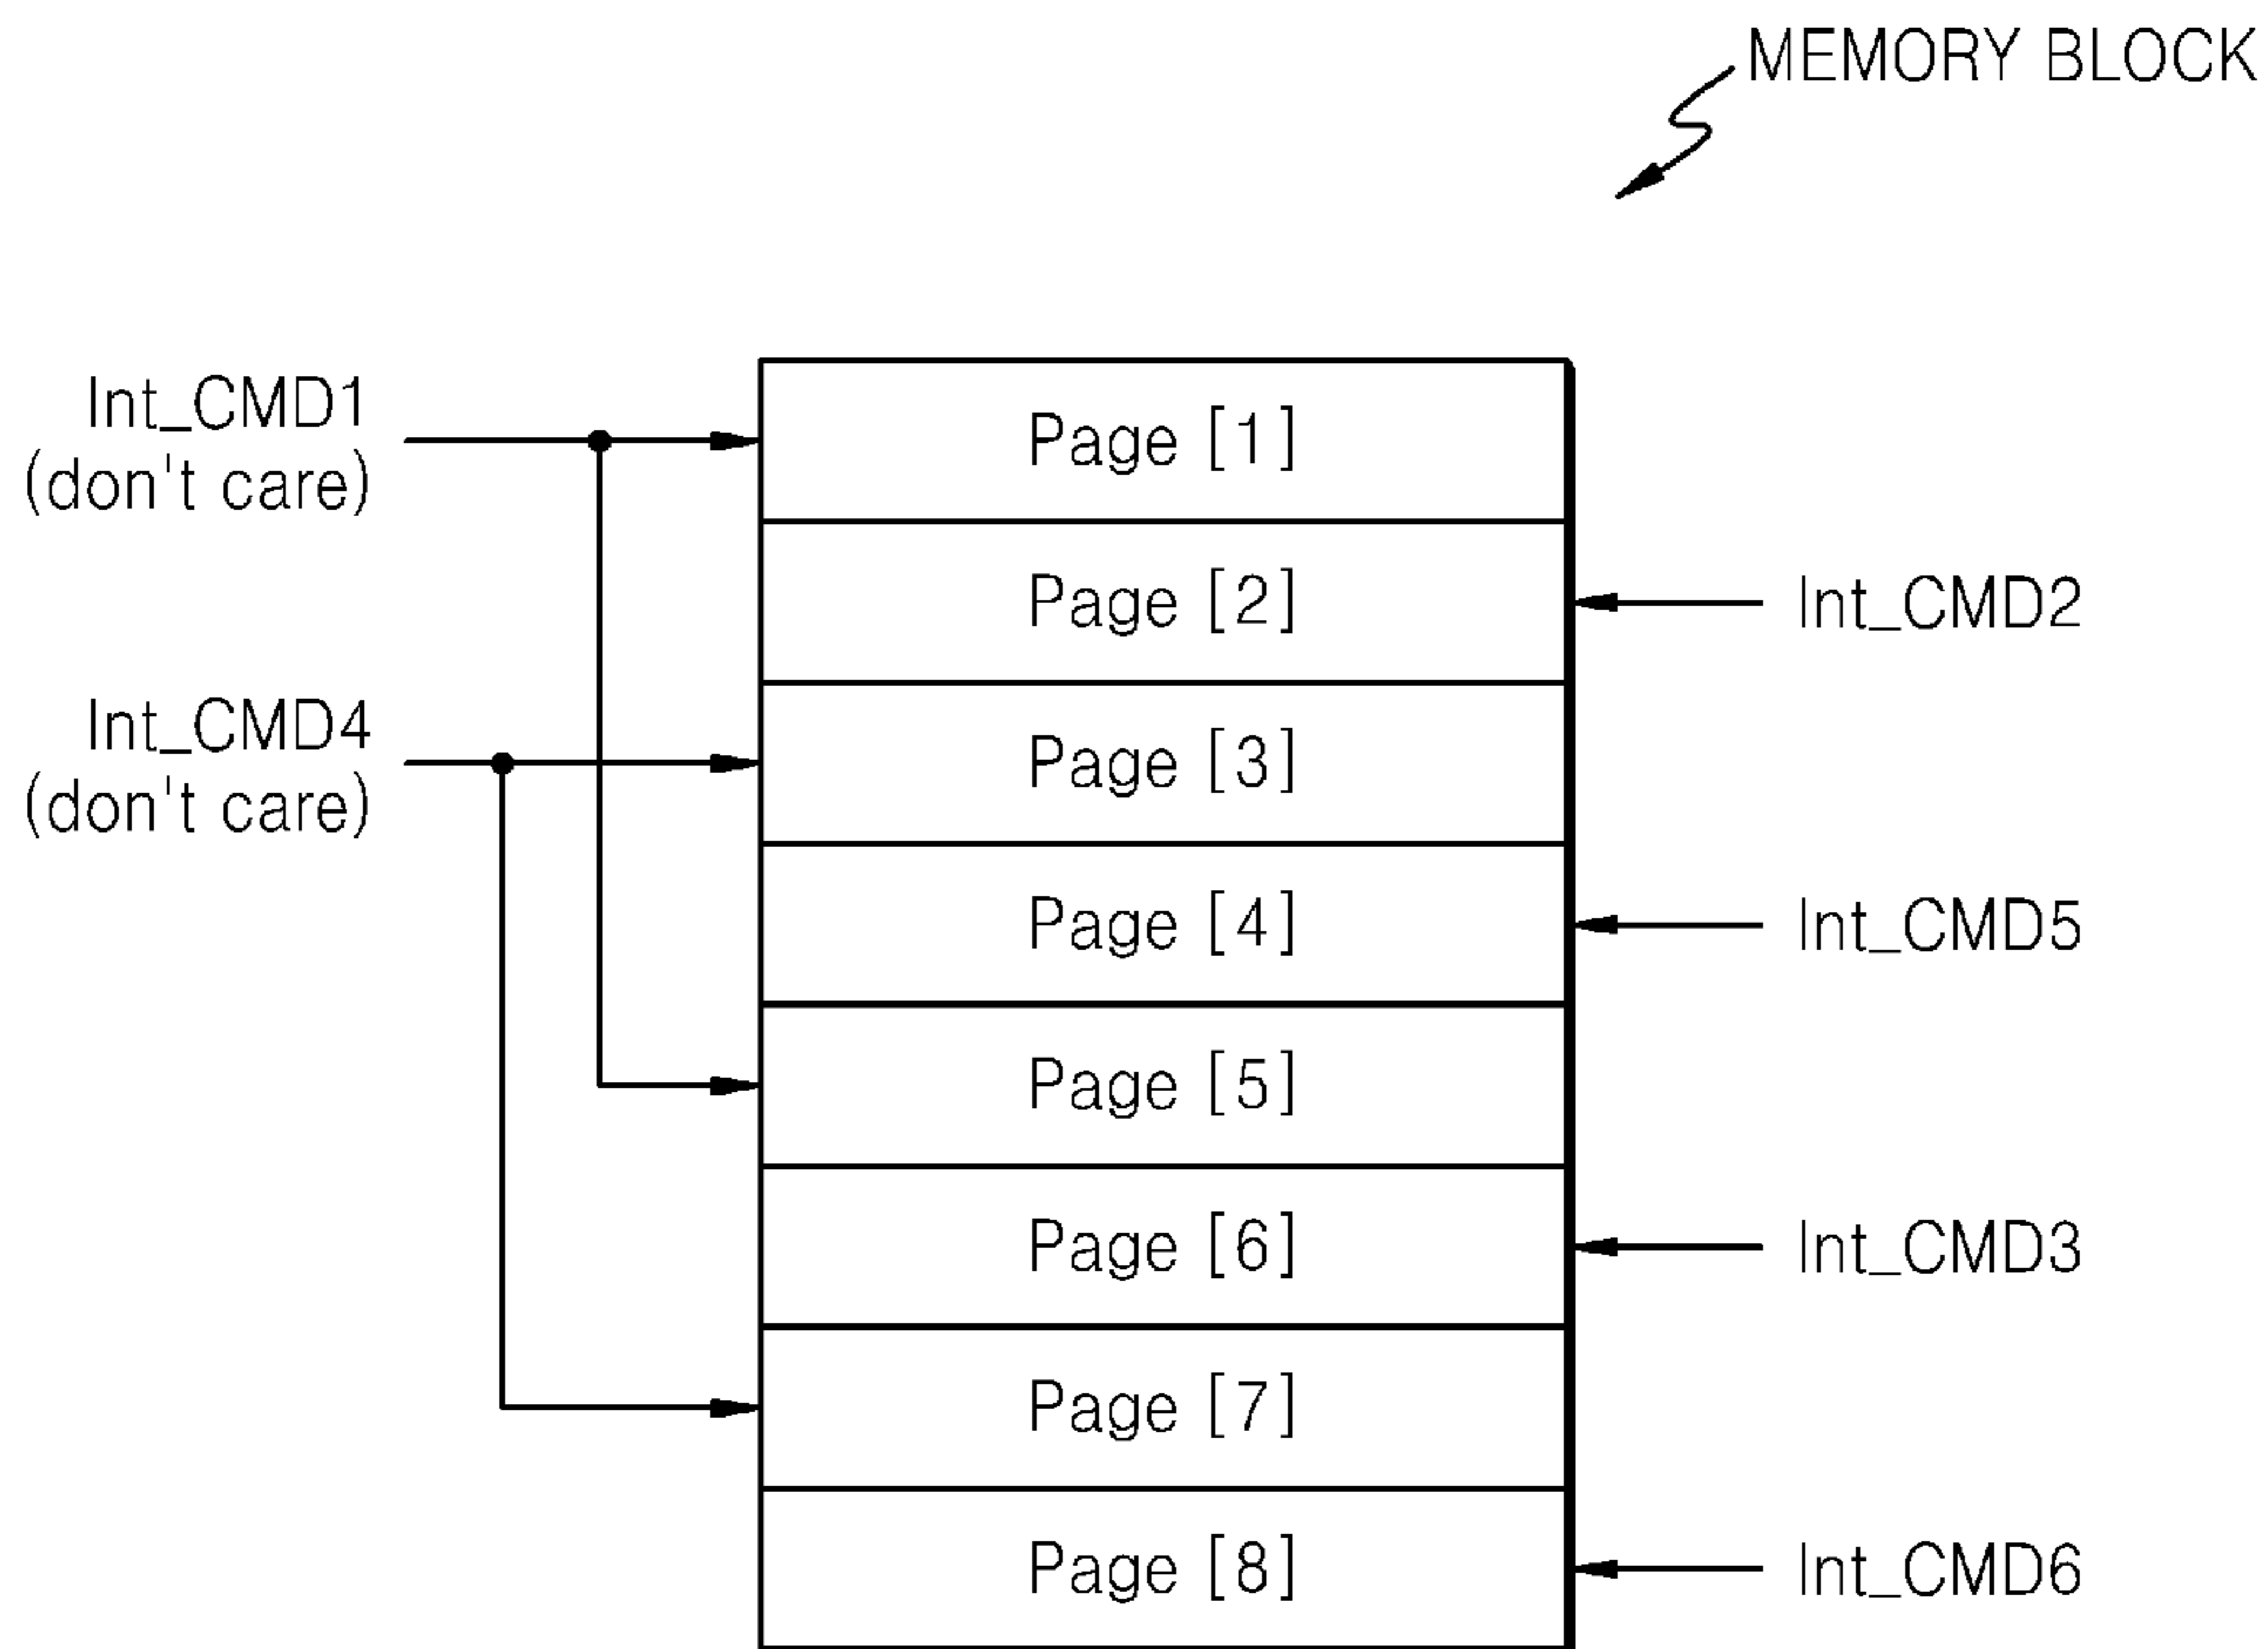 MEMORY BLOCK
Int_CMD1
(don't care)
Page [1]
Page [2]
Int_CMD2
Int_CMD4
(don't care)
Page [3]
Page [4]
Int_CMD5
Page [5]
Page [6]
Int_CMD3
Page [7]
Page [8]
Int_CMD6